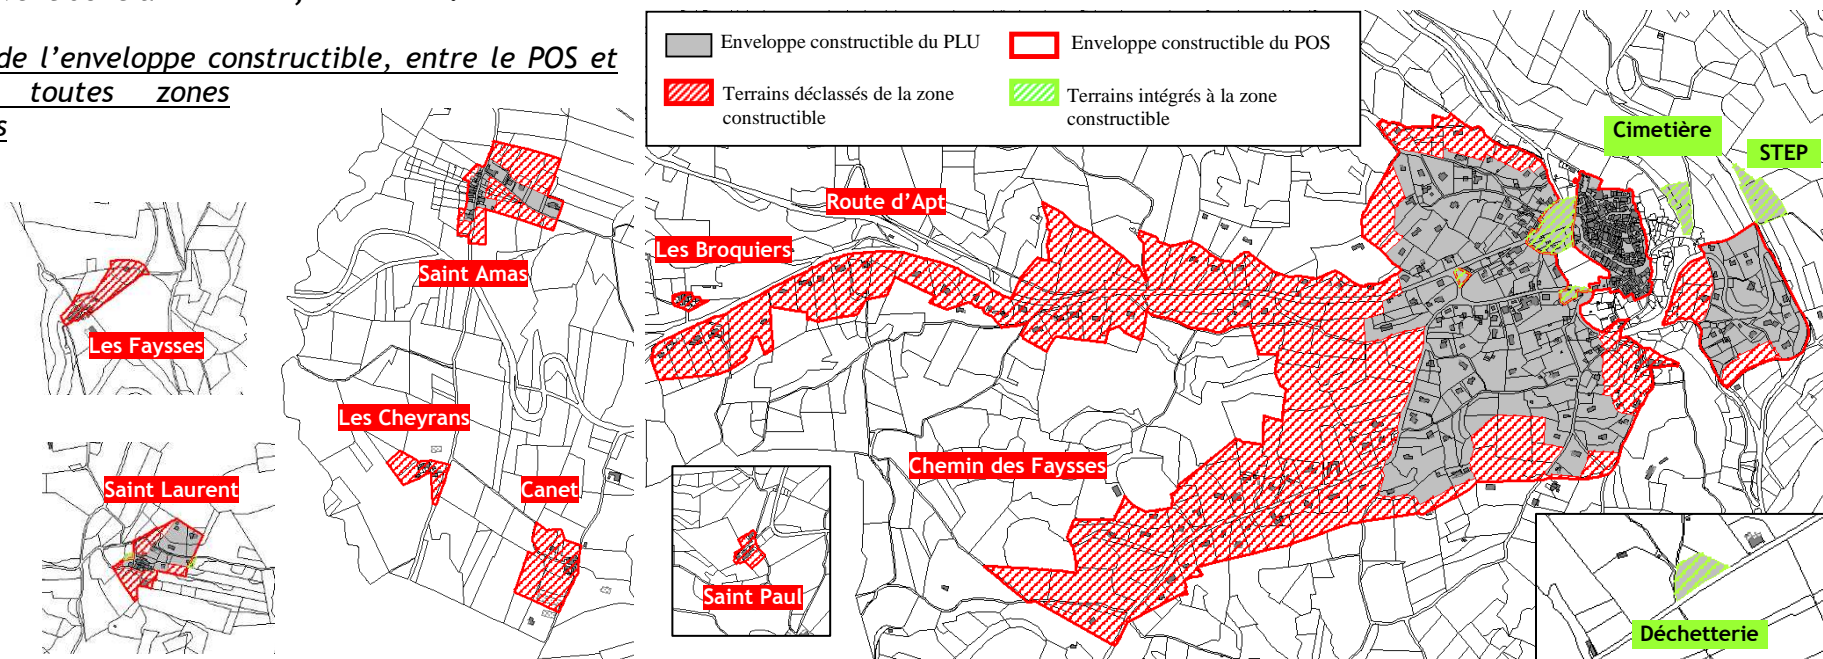 de l’enveloppe constructible, entre le POS et
toutes zones
Enveloppe constructible du PLU
Enveloppe constructible du POS
Terrains déclassés de la zone
constructible
Terrains intégrés à la zone
constructible
Cimetière
STEP
Route d’Apt
Les Broquiers
Saint Amas
Les Faysses
Les Cheyrans
Chemin des Faysses
Saint Laurent
Canet
Saint Paul
Déchetterie